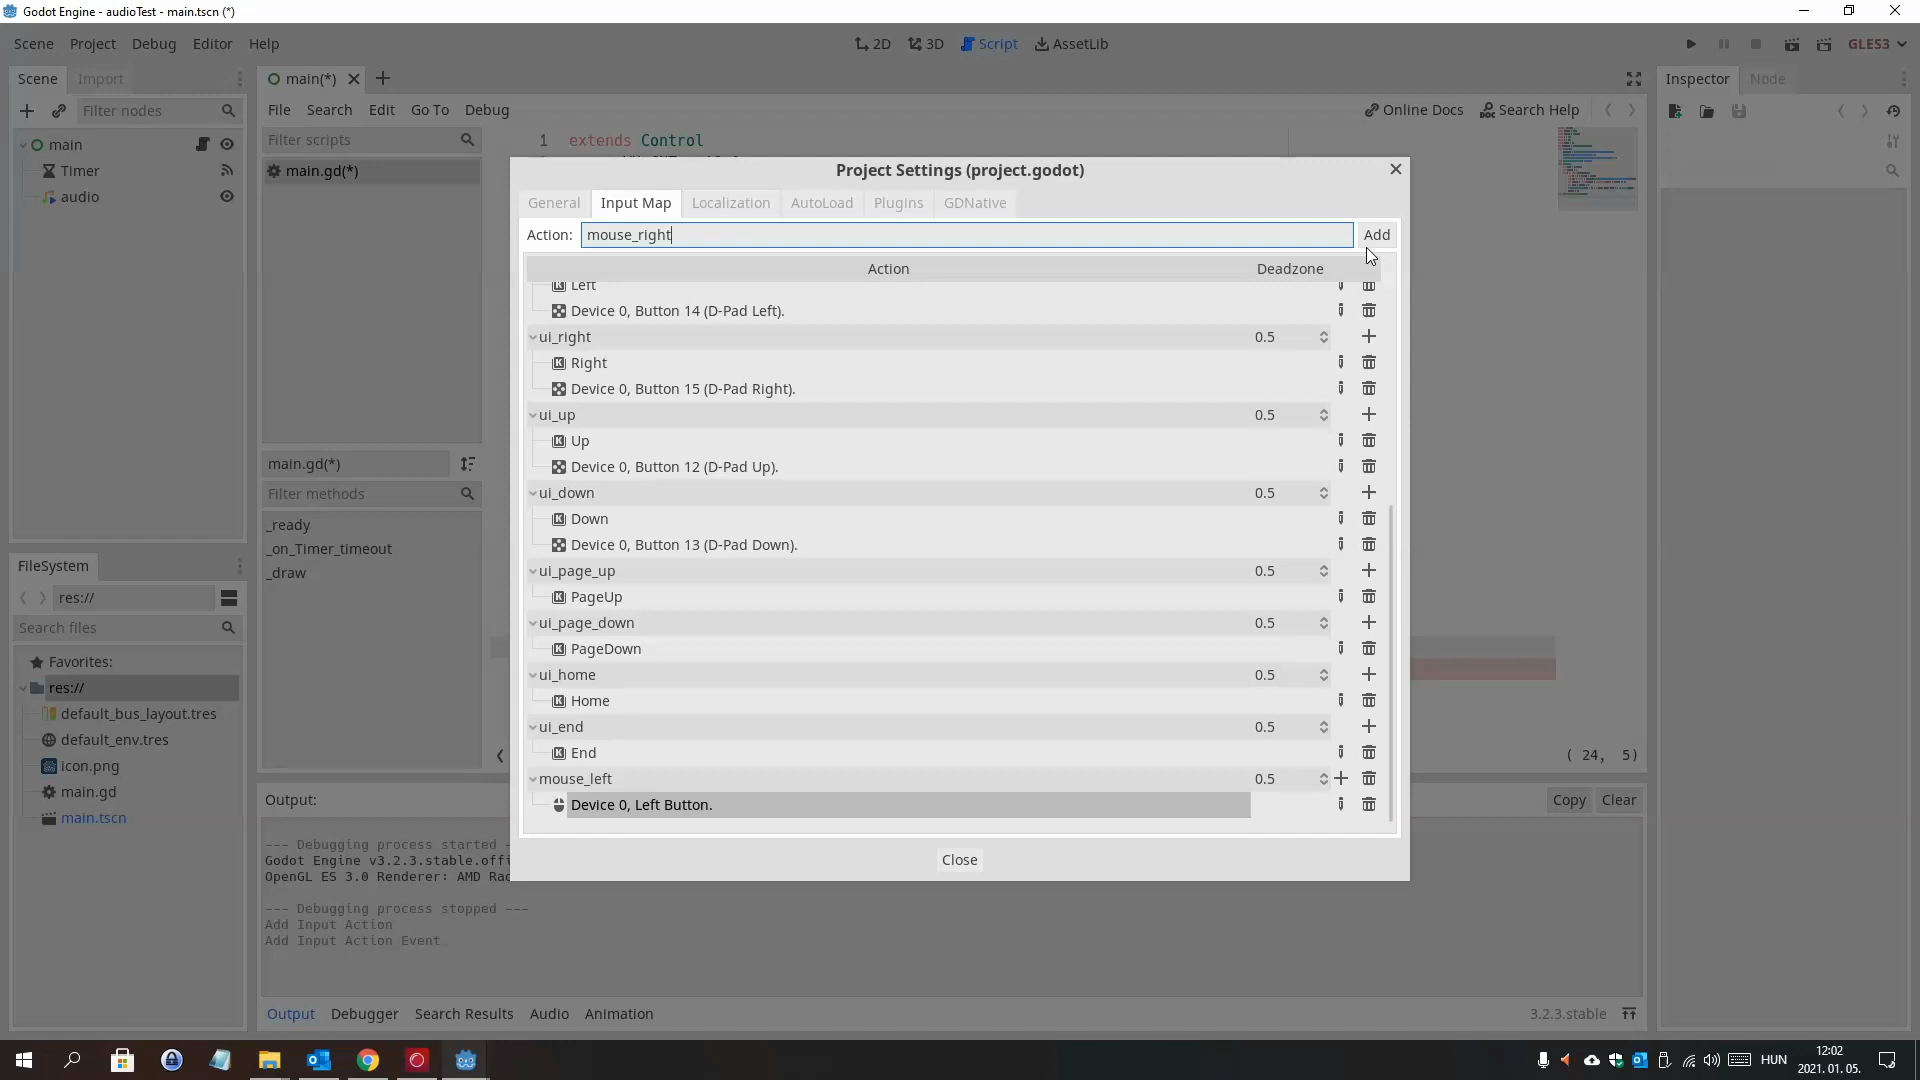 Godot Engine - audioTest - main.tscn (*)
Scene Project Debug Editor Help
2D 3D Script AssetLib
GLES3
Scene Import
Filter nodes
main
Timer
audio
main(*)
File Search Edit Go To Debug
Online Docs Search Help
Filter scripts
main.gd(*)
1 extends Control
Inspector Node
Project Settings (project.godot)
General Input Map Localization AutoLoad Plugins GDNative
Action: mouse_right Add
Action Deadzone
Left
Device 0, Button 14 (D-Pad Left).
ui_right 0.5
Right
Device 0, Button 15 (D-Pad Right).
ui_up 0.5
Up
Device 0, Button 12 (D-Pad Up).
ui_down 0.5
Down
Device 0, Button 13 (D-Pad Down).
ui_page_up 0.5
PageUp
ui_page_down 0.5
PageDown
ui_home 0.5
Home
ui_end 0.5
End
mouse_left 0.5
Device 0, Left Button.
Close
main.gd(*)
Filter methods
_ready
_on_Timer_timeout
_draw
( 24, 5)
FileSystem
res://
Search files
Favorites:
res://
default_bus_layout.tres
default_env.tres
icon.png
main.gd
main.tscn
Output: Copy Clear
--- Debugging process started
Godot Engine v3.2.3.stable.offi
OpenGL ES 3.0 Renderer: AMD Rad
--- Debugging process stopped ---
Add Input Action
Add Input Action Event
Output Debugger Search Results Audio Animation
3.2.3.stable
HUN
12:02
2021. 01. 05.